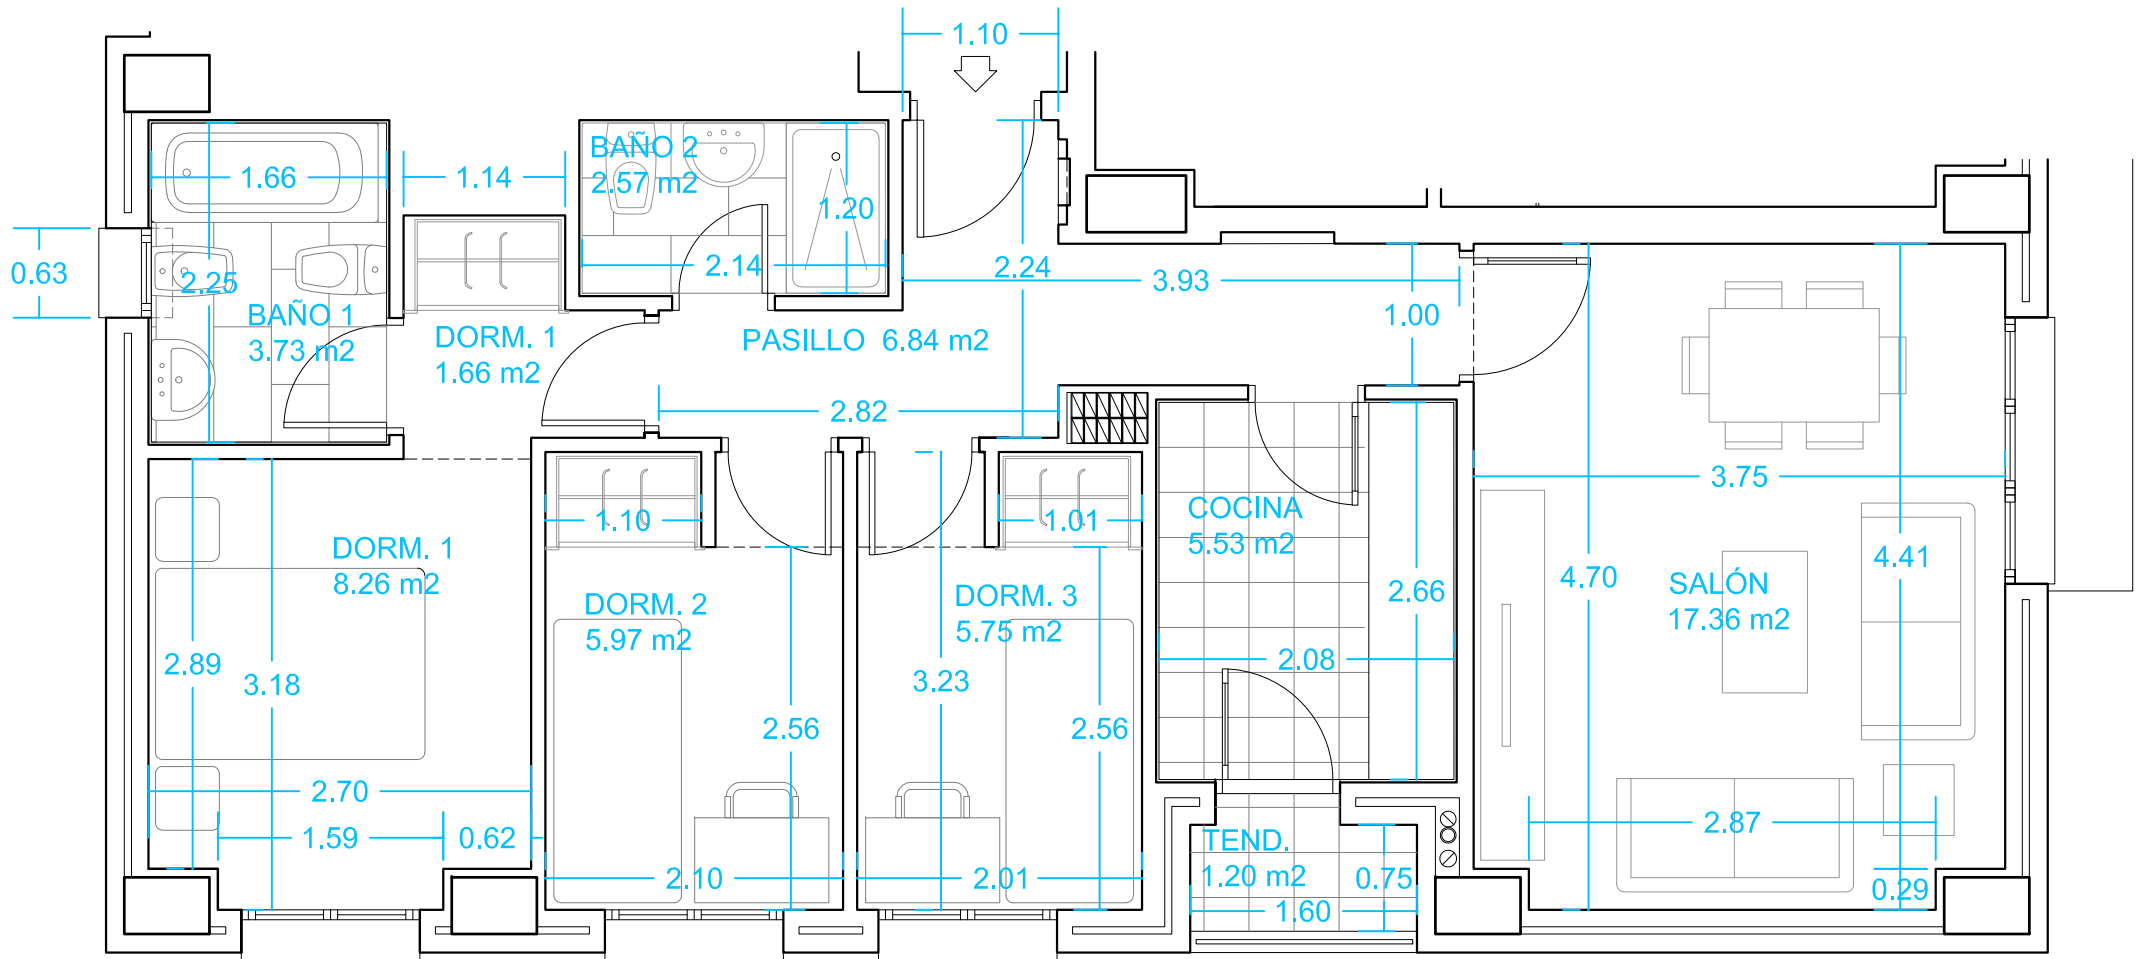 1.10
BAÑO 2
2.57 m2
1.66
1.14
1.20
0.63
2.25
2.14
2.24
3.93
BAÑO 1
3.73 m2
1.00
DORM. 1
1.66 m2
PASILLO 6.84 m2
2.82
3.75
1.10
1.01
COCINA
5.53 m2
DORM. 1
8.26 m2
4.41
4.70
SALÓN
17.36 m2
DORM. 2
5.97 m2
DORM. 3
5.75 m2
2.66
2.89
3.18
3.23
2.08
2.56
2.56
2.70
1.59
0.62
2.87
TEND.
1.20 m2
2.10
2.01
0.75
0.29
1.60